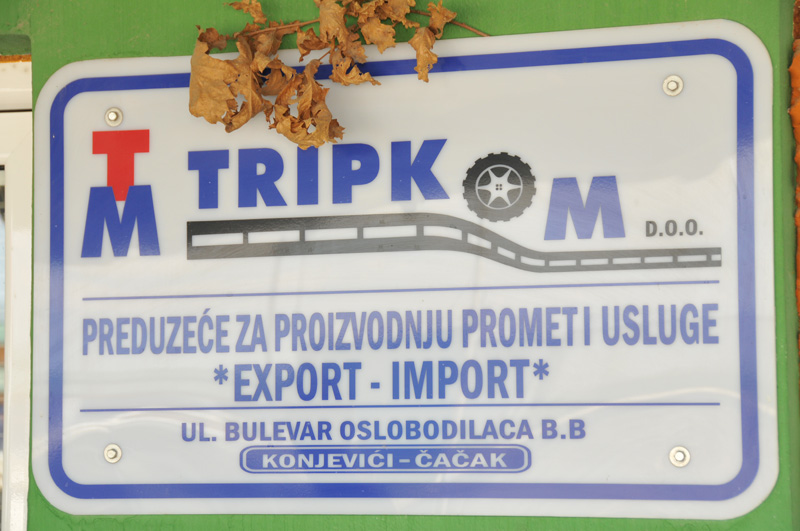 TM TRIPKOM D.O.O.
PREDUZEĆE ZA PROIZVODNJU PROMET I USLUGE
*EXPORT - IMPORT*
UL. BULEVAR OSLOBODILACA B.B
KONJEVIĆI - ČAČAK